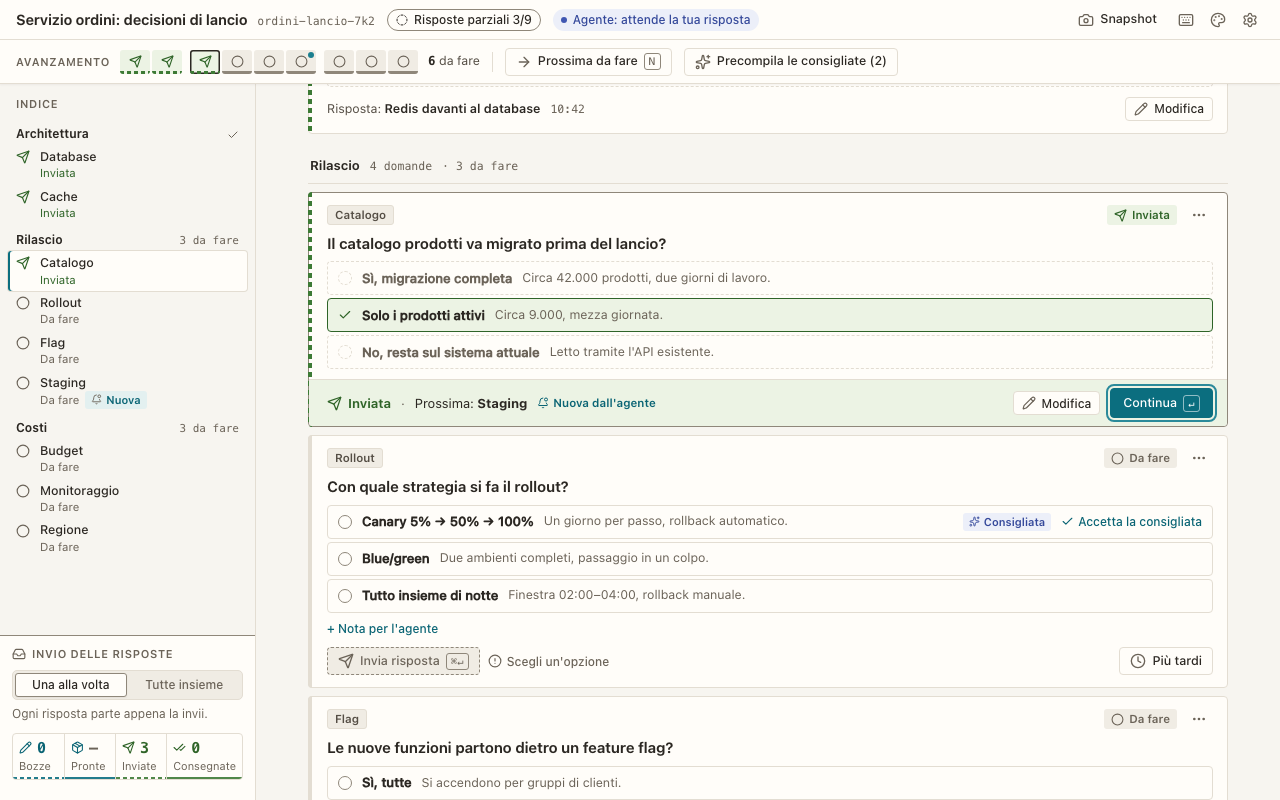 Servizio ordini: decisioni di lancio ordini-lancio-7k2 Risposte parziali 3/9 Agente: attende la tua risposta Snapshot
AVANZAMENTO 6 da fare Prossima da fare N Precompila le consigliate (2)
INDICE
Architettura
Database
Inviata
Cache
Inviata
Rilascio 3 da fare
Catalogo
Inviata
Rollout
Da fare
Flag
Da fare
Staging
Da fare Nuova
Costi 3 da fare
Budget
Da fare
Monitoraggio
Da fare
Regione
Da fare
INVIO DELLE RISPOSTE
Una alla volta Tutte insieme
Ogni risposta parte appena la invii.
0 – 3 0
Bozze Pronte Inviate Consegnate
Risposta: Redis davanti al database 10:42 Modifica
Rilascio 4 domande · 3 da fare
Catalogo Inviata ···
Il catalogo prodotti va migrato prima del lancio?
Sì, migrazione completa Circa 42.000 prodotti, due giorni di lavoro.
Solo i prodotti attivi Circa 9.000, mezza giornata.
No, resta sul sistema attuale Letto tramite l'API esistente.
Inviata · Prossima: Staging Nuova dall'agente Modifica Continua ↵
Rollout Da fare ···
Con quale strategia si fa il rollout?
Canary 5% → 50% → 100% Un giorno per passo, rollback automatico. Consigliata Accetta la consigliata
Blue/green Due ambienti completi, passaggio in un colpo.
Tutto insieme di notte Finestra 02:00–04:00, rollback manuale.
+ Nota per l'agente
Invia risposta ⌘↵ Scegli un'opzione Più tardi
Flag Da fare ···
Le nuove funzioni partono dietro un feature flag?
Sì, tutte Si accendono per gruppi di clienti.